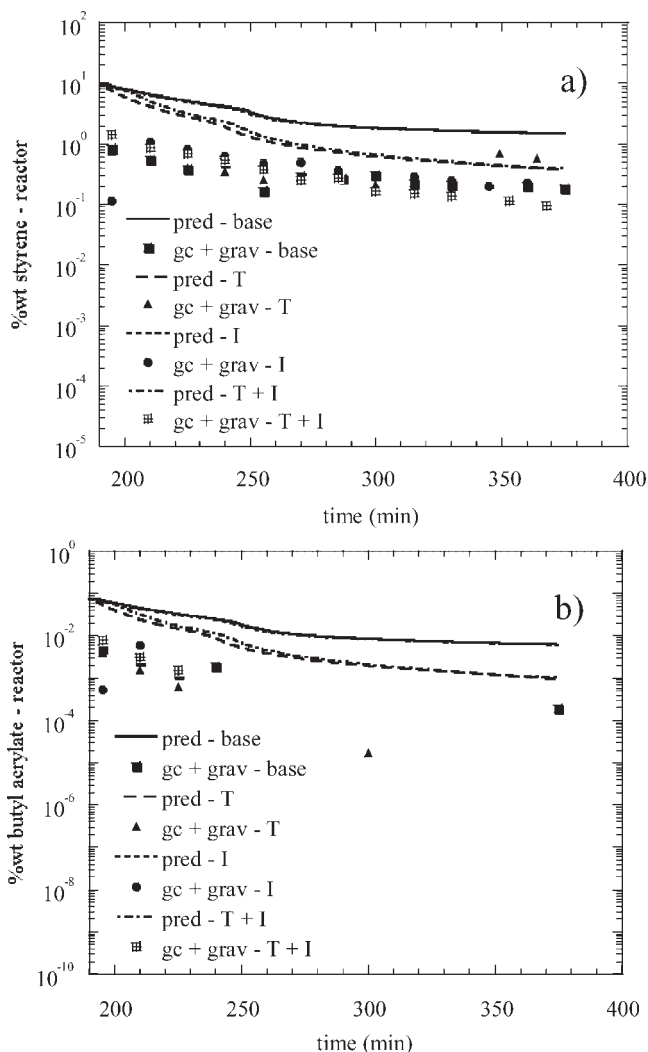 10^2
a)
10^1
10^0
10^-1
10^-2
10^-3
10^-4
10^-5
%wt styrene - reactor
pred - base
gc + grav - base
pred - T
gc + grav - T
pred - I
gc + grav - I
pred - T + I
gc + grav - T + I
200 250 300 350 400
time (min)
10^0
b)
10^-2
10^-4
10^-6
10^-8
10^-10
%wt butyl acrylate - reactor
pred - base
gc + grav - base
pred - T
gc + grav - T
pred - I
gc + grav - I
pred - T + I
gc + grav - T + I
200 250 300 350 400
time (min)